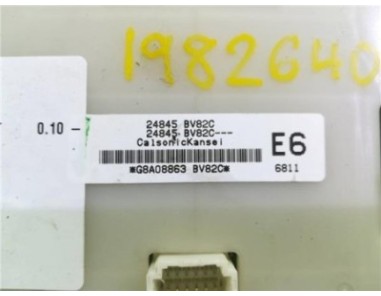 1982640
0.10 -
24845 BV82C
24845 BV82C---
CalsonicKansei
E6
*G8A08863 BV82C*
6811